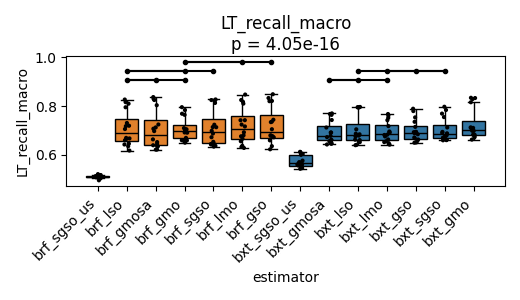 LT_recall_macro
p = 4.05e-16
LT_recall_macro
1.0
0.8
0.6
brf_sgso_us
brf_lso
brf_gmosa
brf_gmo
brf_sgso
brf_lmo
brf_gso
bxt_sgso_us
bxt_gmosa
bxt_lso
bxt_lmo
bxt_gso
bxt_sgso
bxt_gmo
estimator